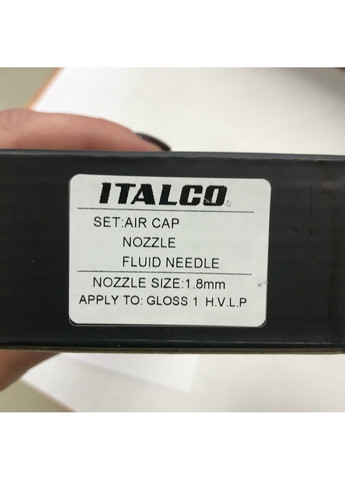 ITALCO
SET:AIR CAP
NOZZLE
FLUID NEEDLE
NOZZLE SIZE:1.8mm
APPLY TO: GLOSS 1 H.V.L.P